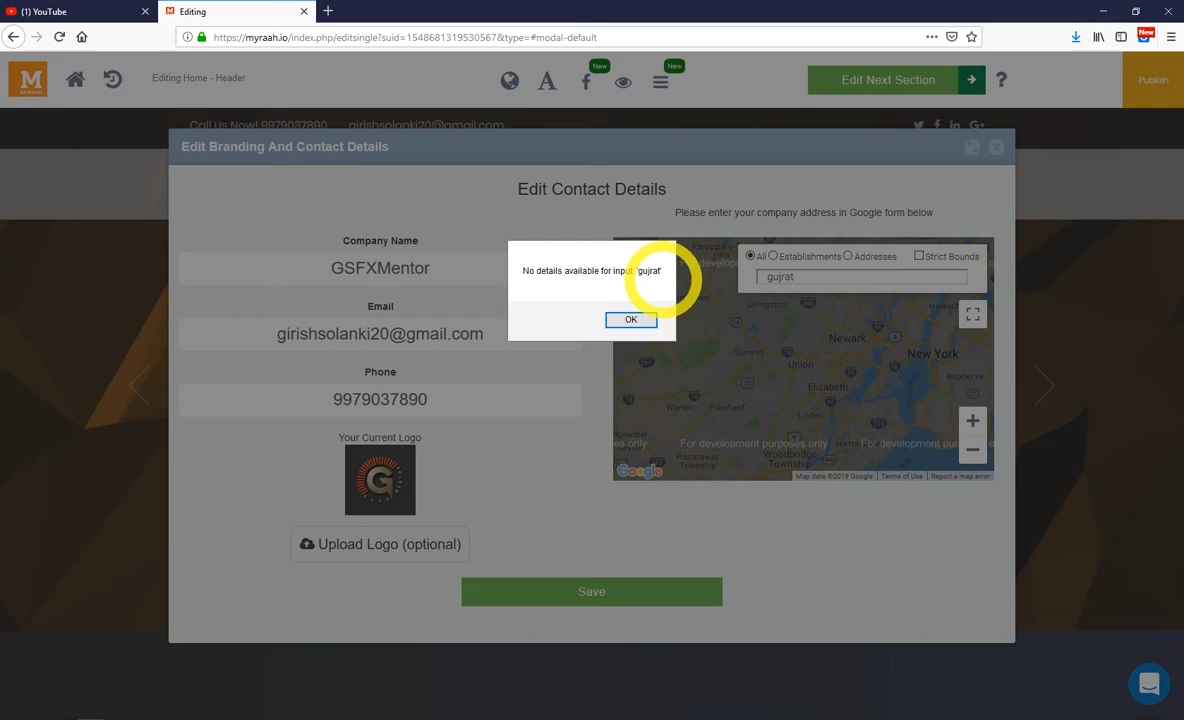 (1) YouTube
Editing
https://myraah.io/index.php/editsingle?suid=1548681319530567&type=#modal-default
New
M
MYRAAH
Editing Home - Header
New
New
Edit Next Section
Publish
Call Us Now! 9979037890
girishsolanki20@gmail.com
Edit Branding And Contact Details
Edit Contact Details
Please enter your company address in Google form below
Company Name
GSFXMentor
Email
girishsolanki20@gmail.com
Phone
9979037890
Your Current Logo
G
Upload Logo (optional)
Save
No details available for input: 'gujrat'
OK
All
Establishments
Addresses
Strict Bounds
gujrat
Parsippany-
Livingston
Newark
New York
Summit
Union
Elizabeth
BROOKLYN
Warren
Plainfield
For development purposes only
Piscataway
Township
Woodbridge
Township
STATEN
Google
Map data ©2019 Google
Terms of Use
Report a map error